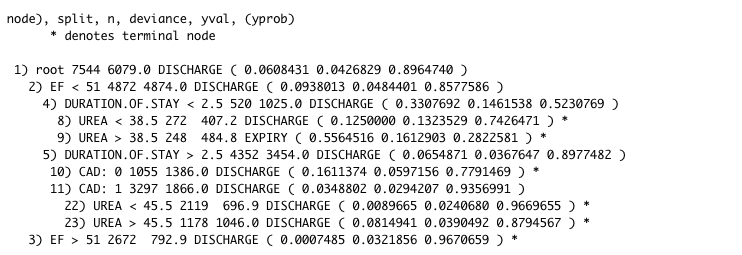 node), split, n, deviance, yval, (yprob)
* denotes terminal node
1) root 7544 6079.0 DISCHARGE ( 0.0608431 0.0426829 0.8964740 )
2) EF < 51 4872 4874.0 DISCHARGE ( 0.0938013 0.0484401 0.8577586 )
4) DURATION.OF.STAY < 2.5 520 1025.0 DISCHARGE ( 0.3307692 0.1461538 0.5230769 )
8) UREA < 38.5 272 407.2 DISCHARGE ( 0.1250000 0.1323529 0.7426471 ) *
9) UREA > 38.5 248 484.8 EXPIRY ( 0.5564516 0.1612903 0.2822581 ) *
5) DURATION.OF.STAY > 2.5 4352 3454.0 DISCHARGE ( 0.0654871 0.0367647 0.8977482 )
10) CAD: 0 1055 1386.0 DISCHARGE ( 0.1611374 0.0597156 0.7791469 ) *
11) CAD: 1 3297 1866.0 DISCHARGE ( 0.0348802 0.0294207 0.9356991 )
22) UREA < 45.5 2119 696.9 DISCHARGE ( 0.0089665 0.0240680 0.9669655 ) *
23) UREA > 45.5 1178 1046.0 DISCHARGE ( 0.0814941 0.0390492 0.8794567 ) *
3) EF > 51 2672 792.9 DISCHARGE ( 0.0007485 0.0321856 0.9670659 ) *